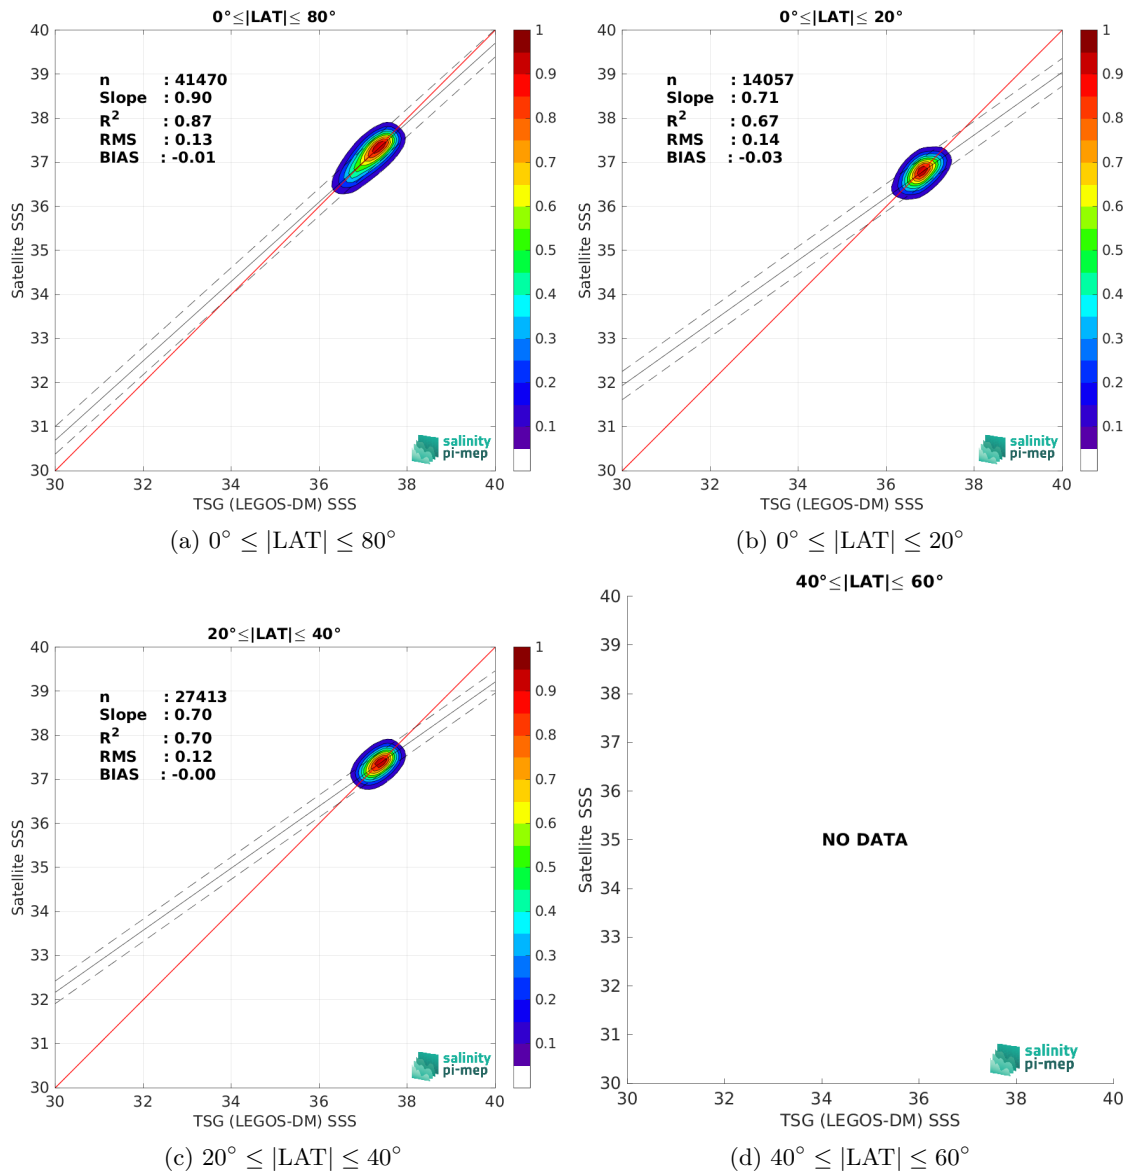 0°≤|LAT|≤ 80°
40
39
38
37
36
35
34
33
32
31
30
Satellite SSS
n : 41470
Slope : 0.90
R2 : 0.87
RMS : 0.13
BIAS : -0.01
salinity
pi-mep
30 32 34 36 38 40
TSG (LEGOS-DM) SSS
1
0.9
0.8
0.7
0.6
0.5
0.4
0.3
0.2
0.1
(a) 0° ≤ |LAT| ≤ 80°
0°≤|LAT|≤ 20°
40
39
38
37
36
35
34
33
32
31
30
Satellite SSS
n : 14057
Slope : 0.71
R2 : 0.67
RMS : 0.14
BIAS : -0.03
salinity
pi-mep
30 32 34 36 38 40
TSG (LEGOS-DM) SSS
1
0.9
0.8
0.7
0.6
0.5
0.4
0.3
0.2
0.1
(b) 0° ≤ |LAT| ≤ 20°
20°≤|LAT|≤ 40°
40
39
38
37
36
35
34
33
32
31
30
Satellite SSS
n : 27413
Slope : 0.70
R2 : 0.70
RMS : 0.12
BIAS : -0.00
salinity
pi-mep
30 32 34 36 38 40
TSG (LEGOS-DM) SSS
1
0.9
0.8
0.7
0.6
0.5
0.4
0.3
0.2
0.1
(c) 20° ≤ |LAT| ≤ 40°
40°≤|LAT|≤ 60°
40
39
38
37
36
35
34
33
32
31
30
Satellite SSS
NO DATA
salinity
pi-mep
30 32 34 36 38 40
TSG (LEGOS-DM) SSS
(d) 40° ≤ |LAT| ≤ 60°